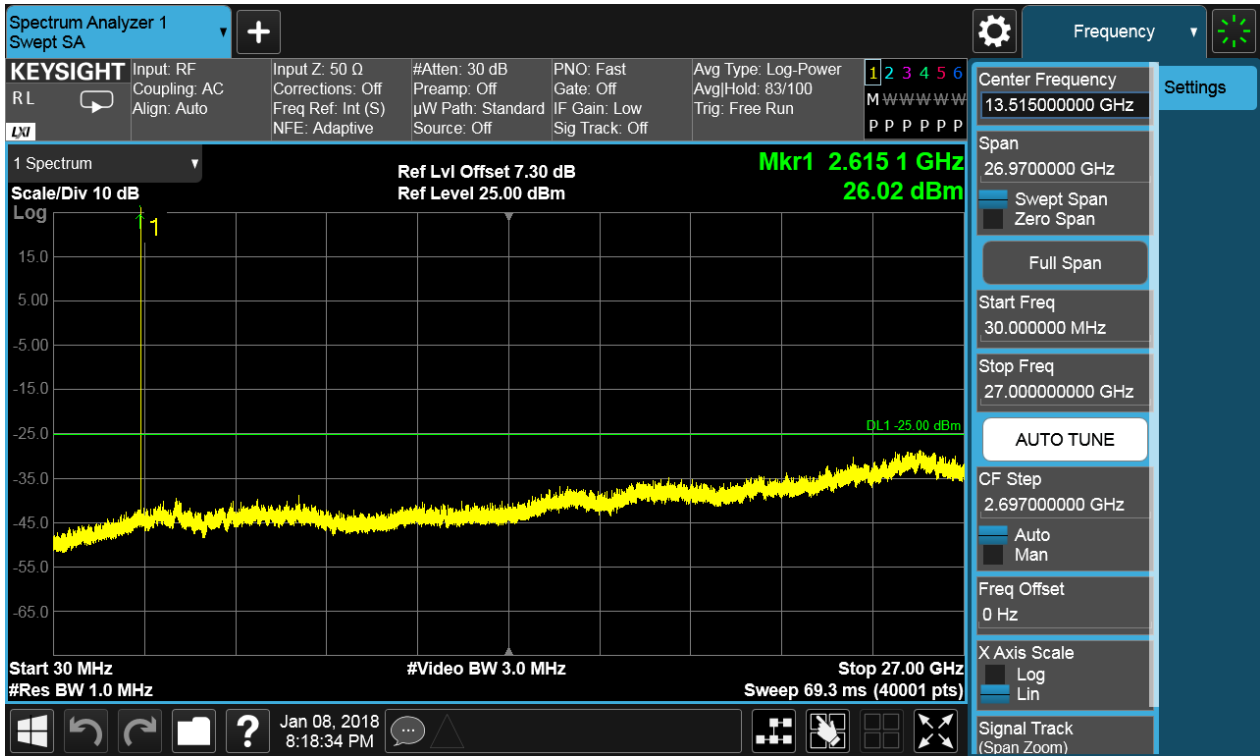 Spectrum Analyzer 1
Swept SA
+
Frequency
KEYSIGHT
R L
LXI
Input: RF
Coupling: AC
Align: Auto
Input Z: 50 Ω
Corrections: Off
Freq Ref: Int (S)
NFE: Adaptive
#Atten: 30 dB
Preamp: Off
µW Path: Standard
Source: Off
PNO: Fast
Gate: Off
IF Gain: Low
Sig Track: Off
Avg Type: Log-Power
Avg|Hold: 83/100
Trig: Free Run
1 2 3 4 5 6
M W W W W W
P P P P P P
1 Spectrum
Scale/Div 10 dB
Ref Lvl Offset 7.30 dB
Ref Level 25.00 dBm
Mkr1 2.615 1 GHz
26.02 dBm
Log
1
15.0
5.00
-5.00
-15.0
-25.0
DL1 -25.00 dBm
-35.0
-45.0
-55.0
-65.0
Start 30 MHz
#Video BW 3.0 MHz
Stop 27.00 GHz
#Res BW 1.0 MHz
Sweep 69.3 ms (40001 pts)
Center Frequency
13.515000000 GHz
Span
26.9700000 GHz
Swept Span
Zero Span
Full Span
Start Freq
30.000000 MHz
Stop Freq
27.000000000 GHz
AUTO TUNE
CF Step
2.697000000 GHz
Auto
Man
Freq Offset
0 Hz
X Axis Scale
Log
Lin
Signal Track
(Span Zoom)
Settings
?
Jan 08, 2018
8:18:34 PM